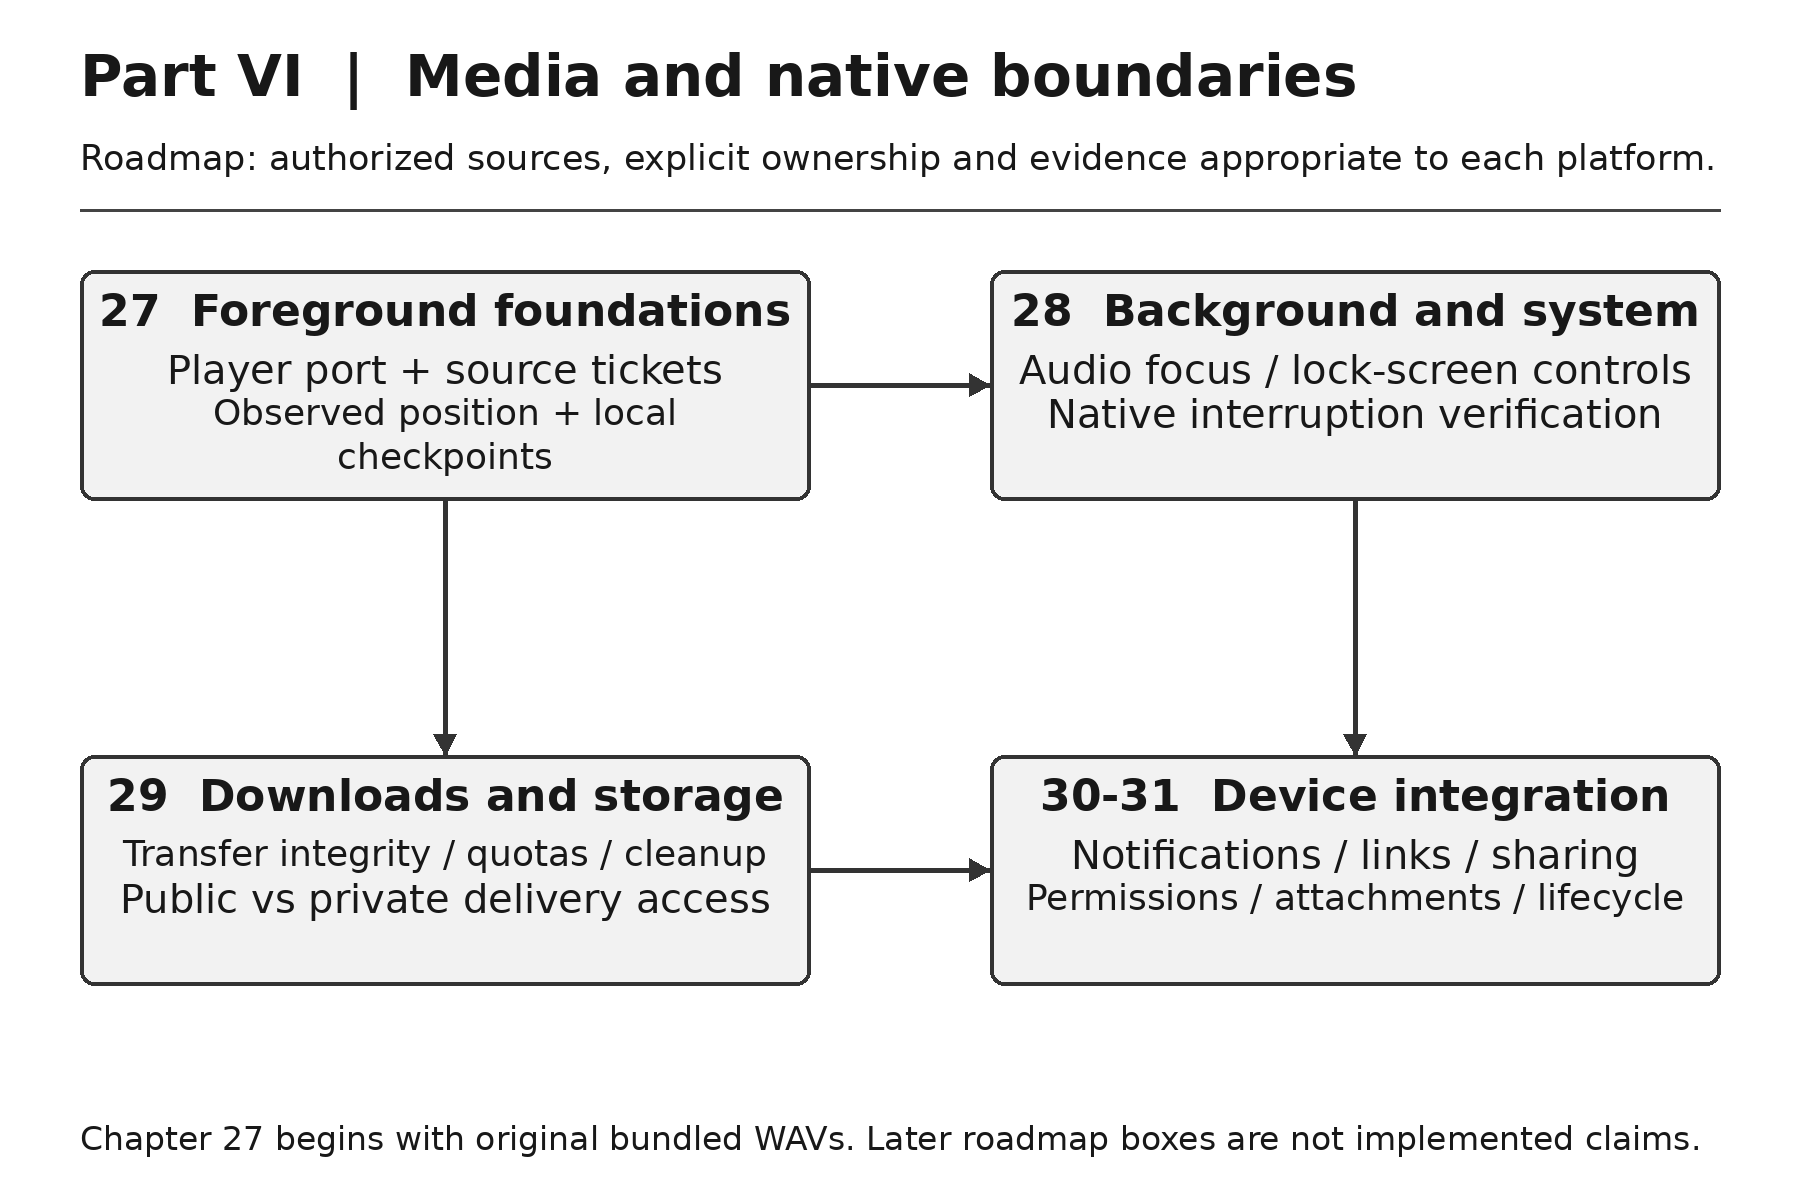 Part VI | Media and native boundaries
Roadmap: authorized sources, explicit ownership and evidence appropriate to each platform.
27 Foreground foundations
Player port + source tickets
Observed position + local
checkpoints
28 Background and system
Audio focus / lock-screen controls
Native interruption verification
29 Downloads and storage
Transfer integrity / quotas / cleanup
Public vs private delivery access
30-31 Device integration
Notifications / links / sharing
Permissions / attachments / lifecycle
Chapter 27 begins with original bundled WAVs. Later roadmap boxes are not implemented claims.